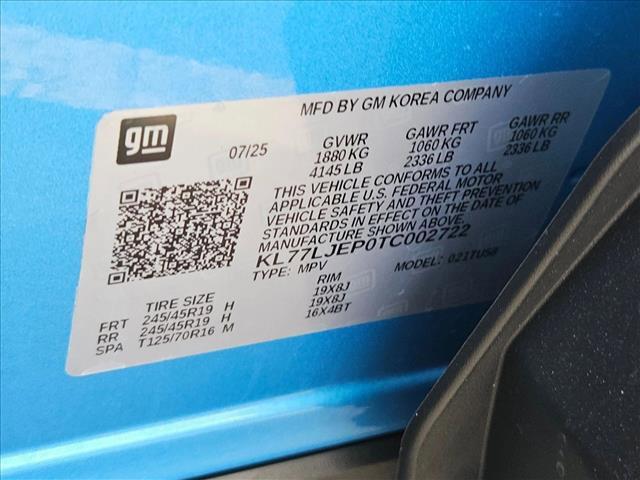 MFD BY GM KOREA COMPANY
gm
07/25
GVWR GAWR FRT GAWR RR
1880 KG 1060 KG 1060 KG
4145 LB 2336 LB 2336 LB
THIS VEHICLE CONFORMS TO ALL
APPLICABLE U.S. FEDERAL MOTOR
VEHICLE SAFETY AND THEFT PREVENTION
STANDARDS IN EFFECT ON THE DATE OF
MANUFACTURE SHOWN ABOVE.
KL77LJEP0TC002722
TYPE: MPV MODEL: 021TU58
TIRE SIZE RIM
FRT 245/45R19 H 19X8J
RR 245/45R19 H 19X8J
SPA T125/70R16 M 16X4BT